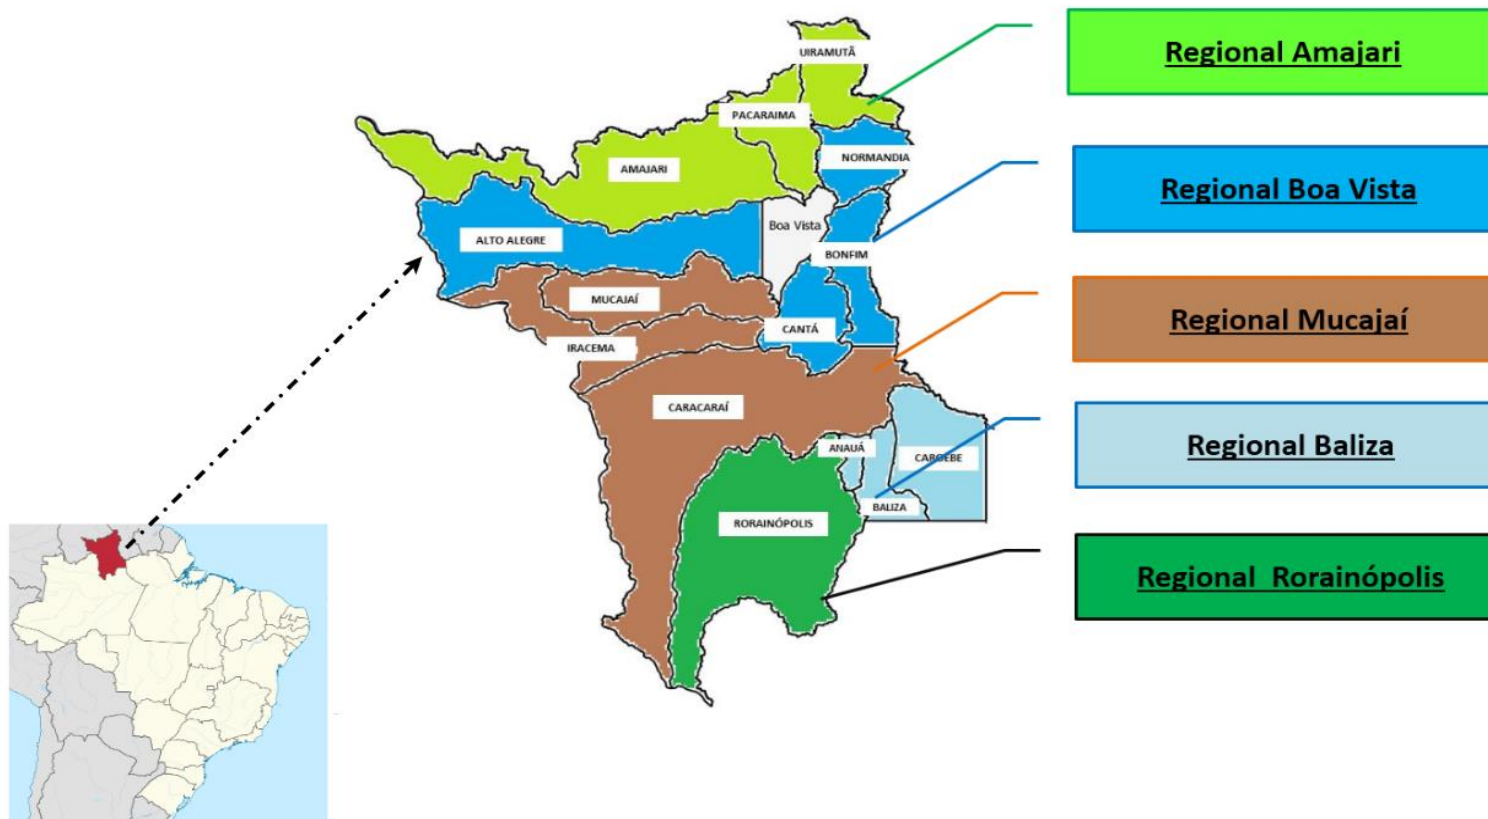 UIRAMUTÃ
Regional Amajari
PACARAIMA
NORMANDIA
AMAJARI
Regional Boa Vista
Boa Vista
ALTO ALEGRE
BONFIM
MUCAJAÍ
CANTÁ
Regional Mucajaí
IRACEMA
CARACARAÍ
ANAUÁ
Regional Baliza
CAROEBE
BALIZA
RORAINÓPOLIS
Regional Rorainópolis